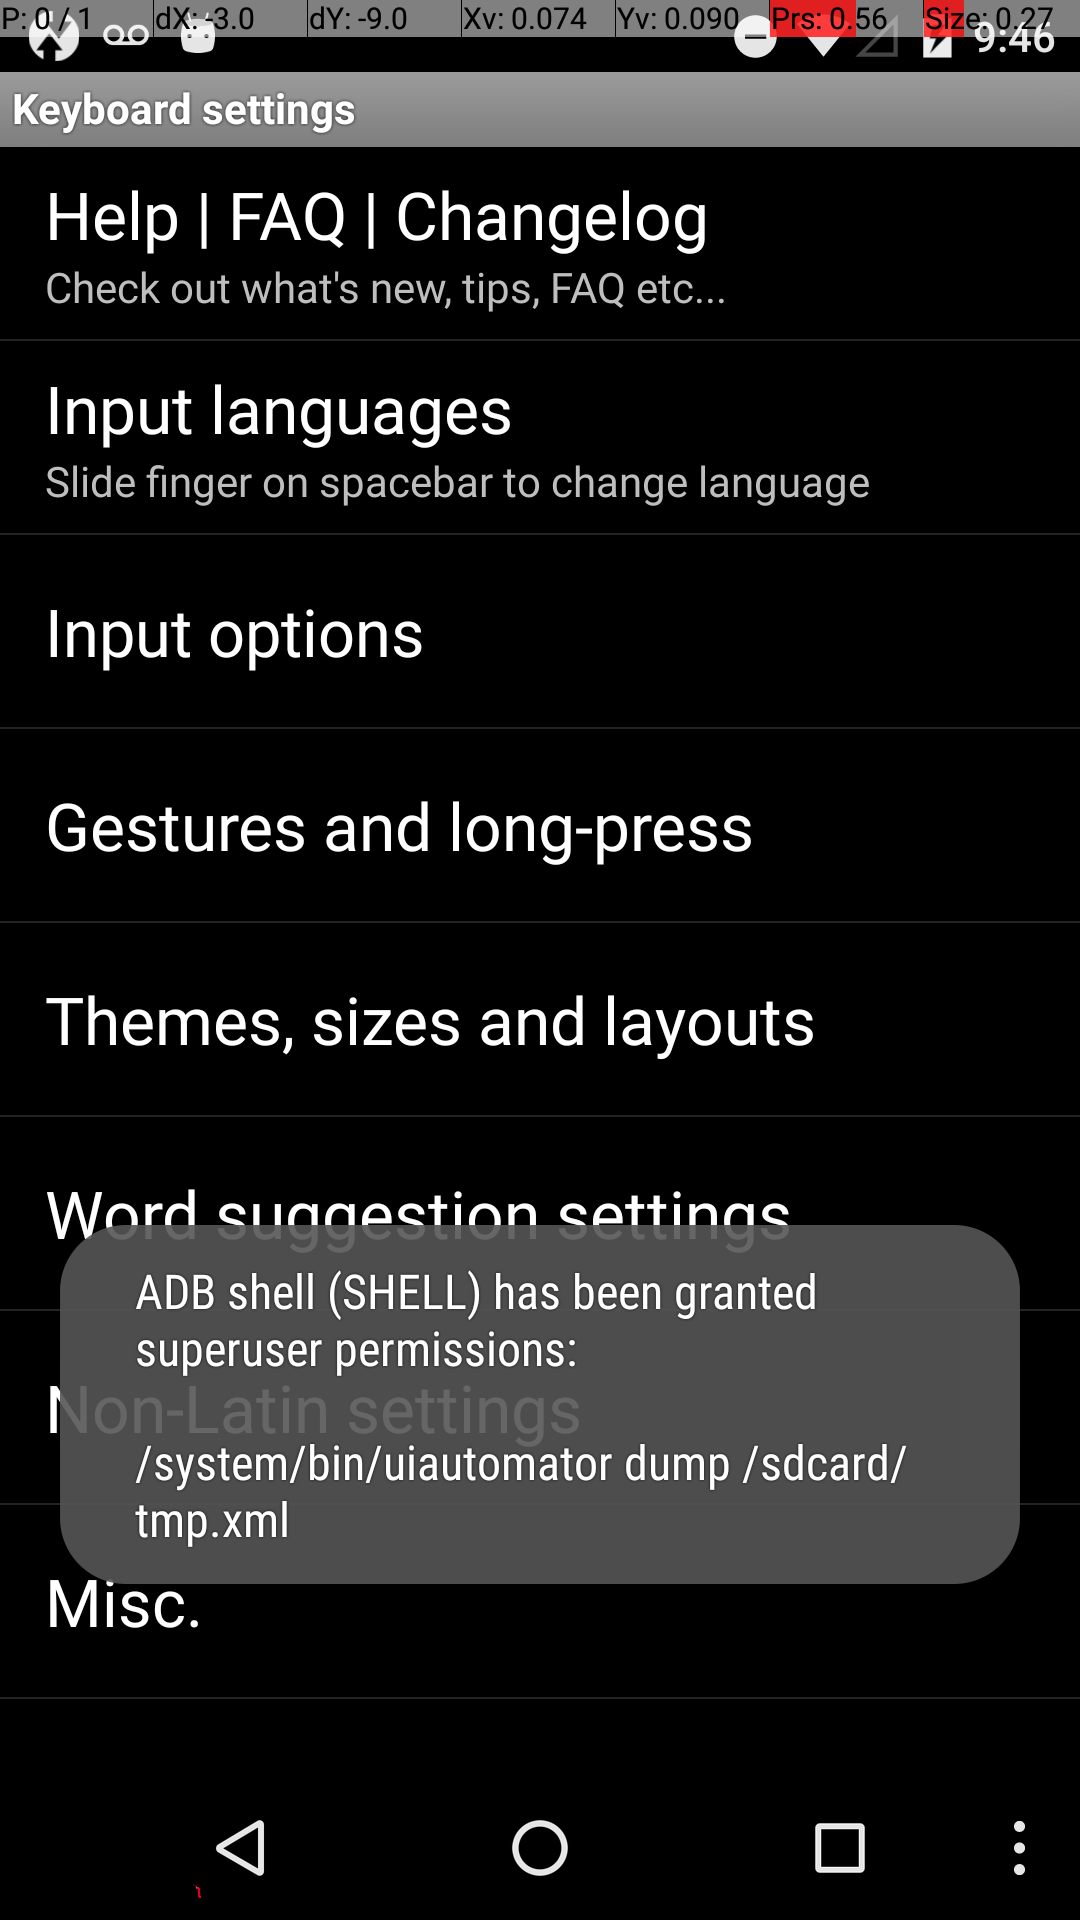 P: 0 / 1 dX: -3.0 dY: -9.0 Xv: 0.074 Yv: 0.090 Prs: 0.56 Size: 0.27
9:46
Keyboard settings
Help | FAQ | Changelog
Check out what's new, tips, FAQ etc...
Input languages
Slide finger on spacebar to change language
Input options
Gestures and long-press
Themes, sizes and layouts
Word suggestion settings
ADB shell (SHELL) has been granted
superuser permissions:
Non-Latin settings
/system/bin/uiautomator dump /sdcard/
tmp.xml
Misc.